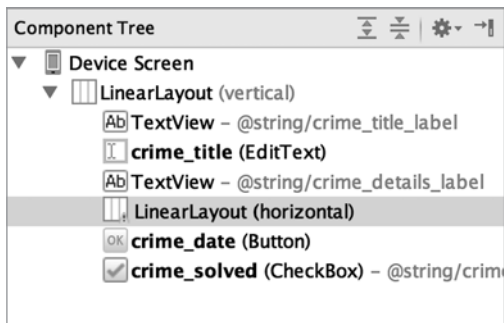 Component Tree
Device Screen
LinearLayout (vertical)
Ab TextView – @string/crime_title_label
crime_title (EditText)
Ab TextView – @string/crime_details_label
LinearLayout (horizontal)
OK crime_date (Button)
crime_solved (CheckBox) – @string/crime